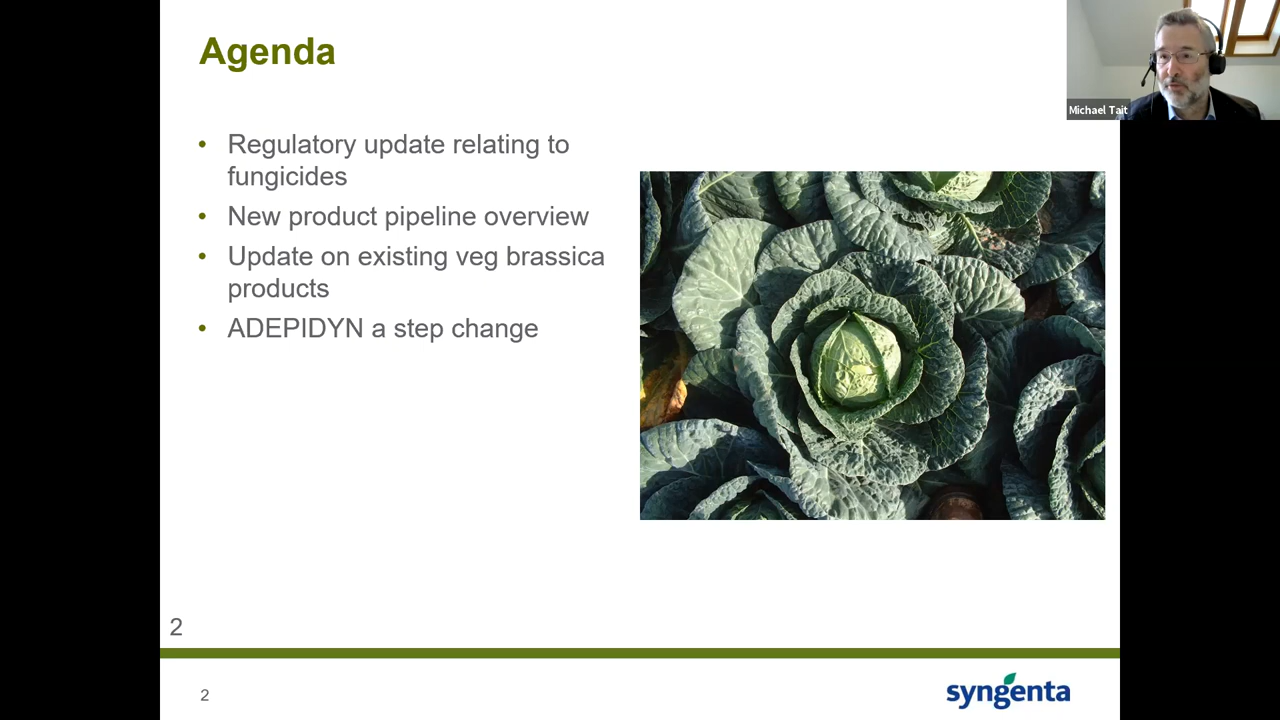 Agenda
Michael Tait
• Regulatory update relating to
fungicides
• New product pipeline overview
• Update on existing veg brassica
products
• ADEPIDYN a step change
2
2
syngenta